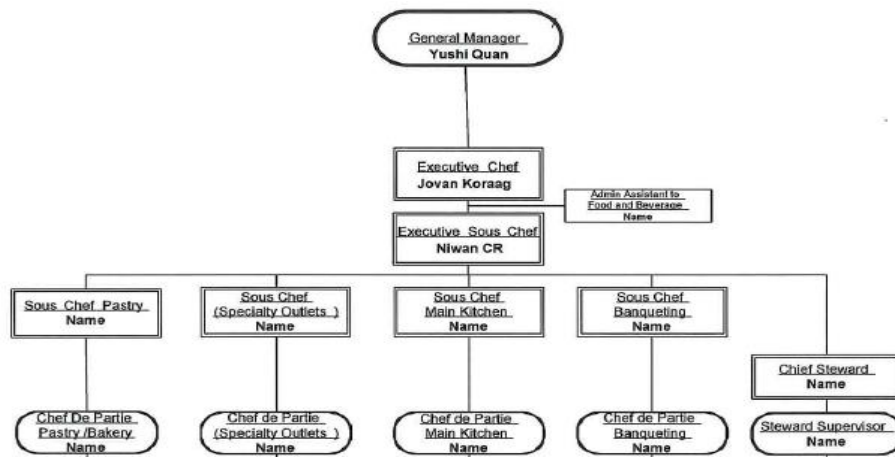 General Manager
Yushi Quan
Executive Chef
Jovan Koraag
Admin Assistant to
Food and Beverage
Name
Executive Sous Chef
Niwan CR
Sous Chef Pastry
Name
Sous Chef
(Specialty Outlets )
Name
Sous Chef
Main Kitchen
Name
Sous Chef
Banqueting
Name
Chief Steward
Name
Chef De Partie
Pastry /Bakery
Name
Chef de Partie
(Specialty Outlets )
Name
Chef de Partie
Main Kitchen
Name
Chef de Partie
Banqueting
Name
Steward Supervisor
Name